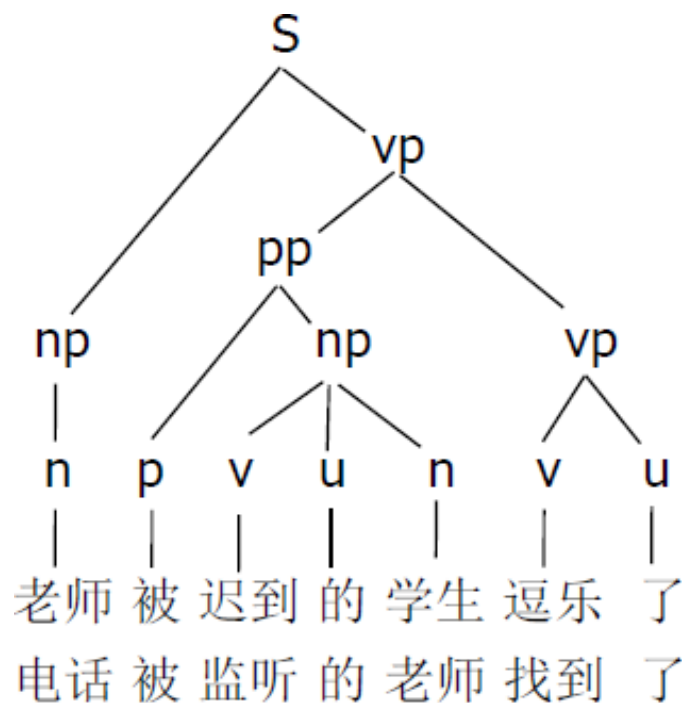 S
vp
pp
np np vp
n p v u n v u
老师 被 迟到 的 学生 逗乐 了
电话 被 监听 的 老师 找到 了